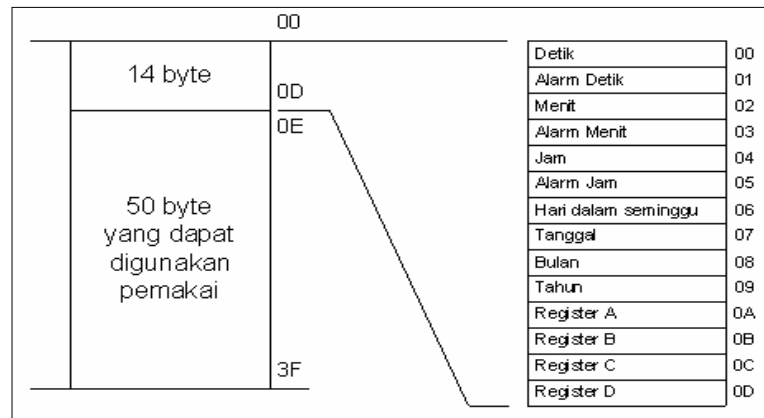 00
14 byte
0D
0E
50 byte
yang dapat
digunakan
pemakai
3F
Detik 00
Alarm Detik 01
Menit 02
Alarm Menit 03
Jam 04
Alarm Jam 05
Hari dalam seminggu 06
Tanggal 07
Bulan 08
Tahun 09
Register A 0A
Register B 0B
Register C 0C
Register D 0D